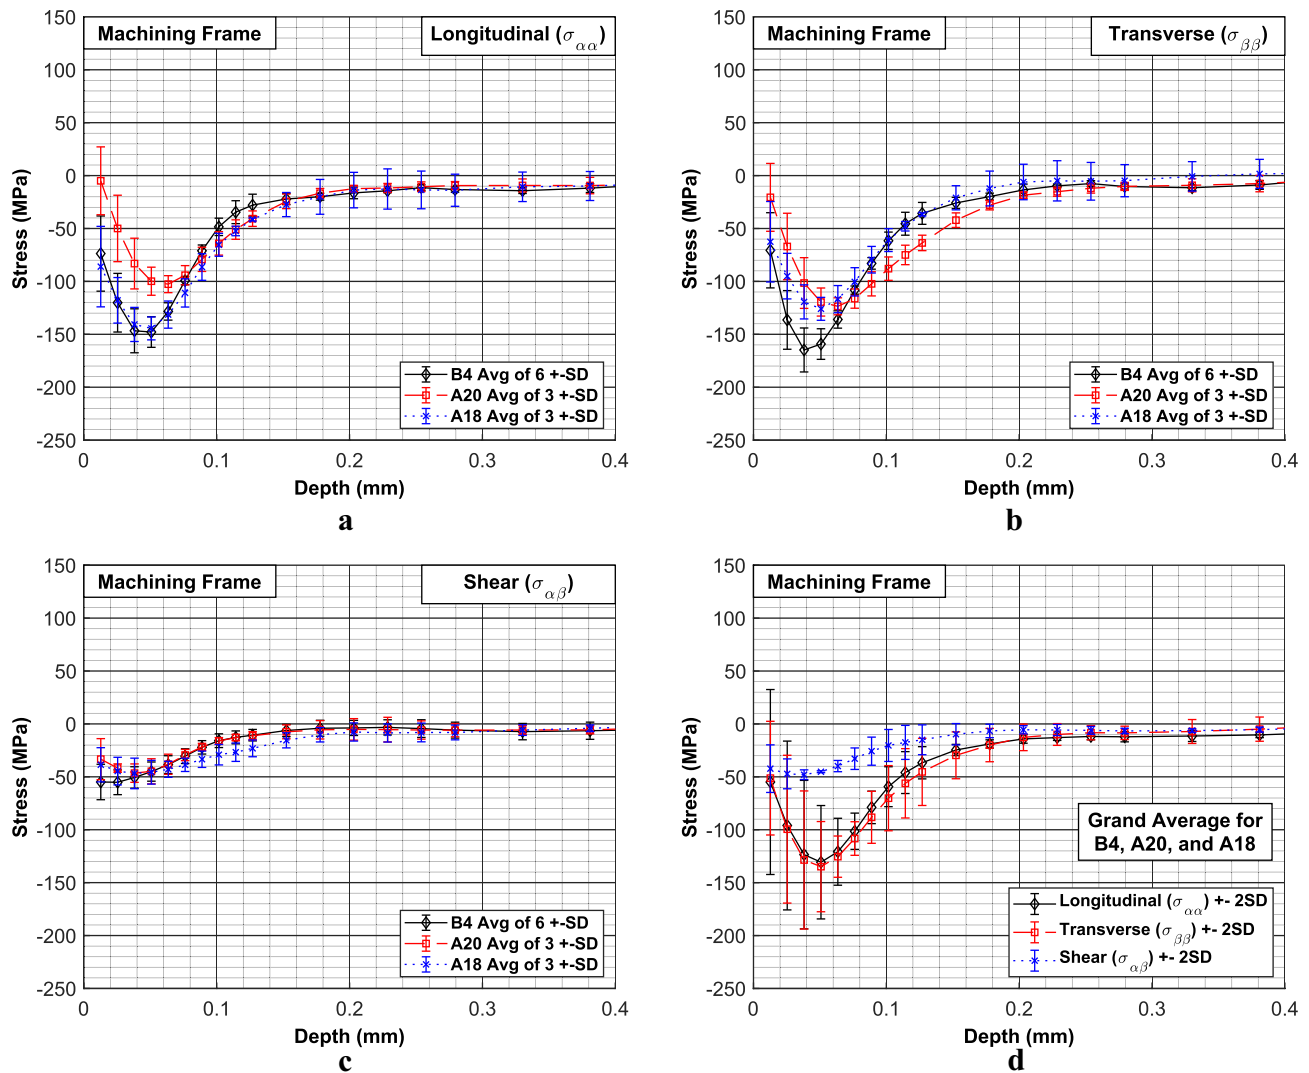 Machining Frame
Longitudinal (σαα)
150
100
50
0
-50
-100
-150
-200
-250
Stress (MPa)
B4 Avg of 6 +-SD
A20 Avg of 3 +-SD
A18 Avg of 3 +-SD
0 0.1 0.2 0.3 0.4
Depth (mm)
a
Machining Frame
Transverse (σββ)
150
100
50
0
-50
-100
-150
-200
-250
Stress (MPa)
B4 Avg of 6 +-SD
A20 Avg of 3 +-SD
A18 Avg of 3 +-SD
0 0.1 0.2 0.3 0.4
Depth (mm)
b
Machining Frame
Shear (σαβ)
150
100
50
0
-50
-100
-150
-200
-250
Stress (MPa)
B4 Avg of 6 +-SD
A20 Avg of 3 +-SD
A18 Avg of 3 +-SD
0 0.1 0.2 0.3 0.4
Depth (mm)
c
Machining Frame
150
100
50
0
-50
-100
-150
-200
-250
Stress (MPa)
Grand Average for
B4, A20, and A18
Longitudinal (σαα) +- 2SD
Transverse (σββ) +- 2SD
Shear (σαβ) +- 2SD
0 0.1 0.2 0.3 0.4
Depth (mm)
d